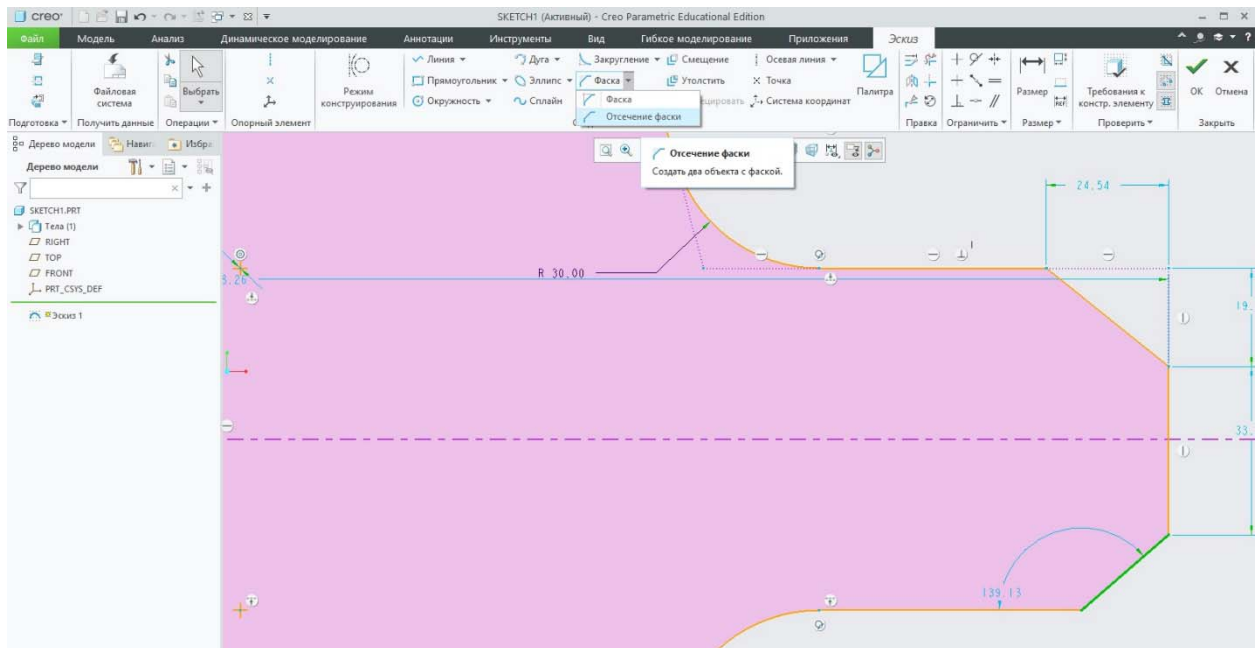 creo° SKETCH1 (Активный) - Creo Parametric Educational Edition
Файл Модель Анализ Динамическое моделирование Аннотации Инструменты Вид Гибкое моделирование Приложения Эскиз
Файловая система
Выбрать
Режим конструирования
Линия Дуга Закругление Смещение Осевая линия
Прямоугольник Эллипс Фаска Утолстить Точка
Окружность Сплайн Система координат
Палитра
Размер
Требования к констр. элементу
ОК Отмена
Фаска
Отсечение фаски
Подготовка Получить данные Операции Опорный элемент Правка Ограничить Размер Проверить Закрыть
Дерево модели Избра
Дерево модели
Отсечение фаски
Создать два объекта с фаской.
SKETCH1.PRT
Тела (1)
RIGHT
TOP
FRONT
PRT_CSYS_DEF
Эскиз 1
24.54
R 30.00
19.
33.
139.13